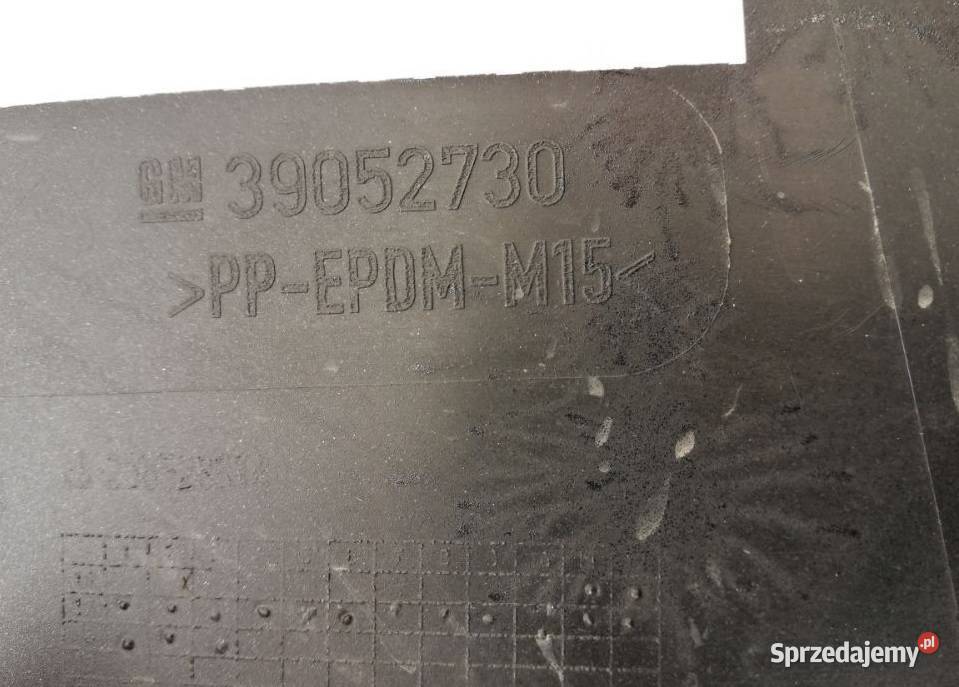 GM 39052730
>PP-EPDM-M15<
Sprzedajemy.pl